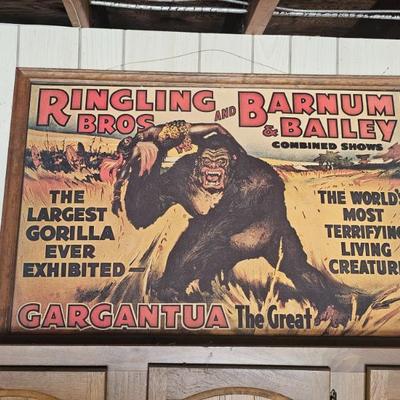 RINGLING BROS AND BARNUM & BAILEY
COMBINED SHOWS
THE LARGEST GORILLA EVER EXHIBITED—
THE WORLD'S MOST TERRIFYING LIVING CREATURE
GARGANTUA The Great